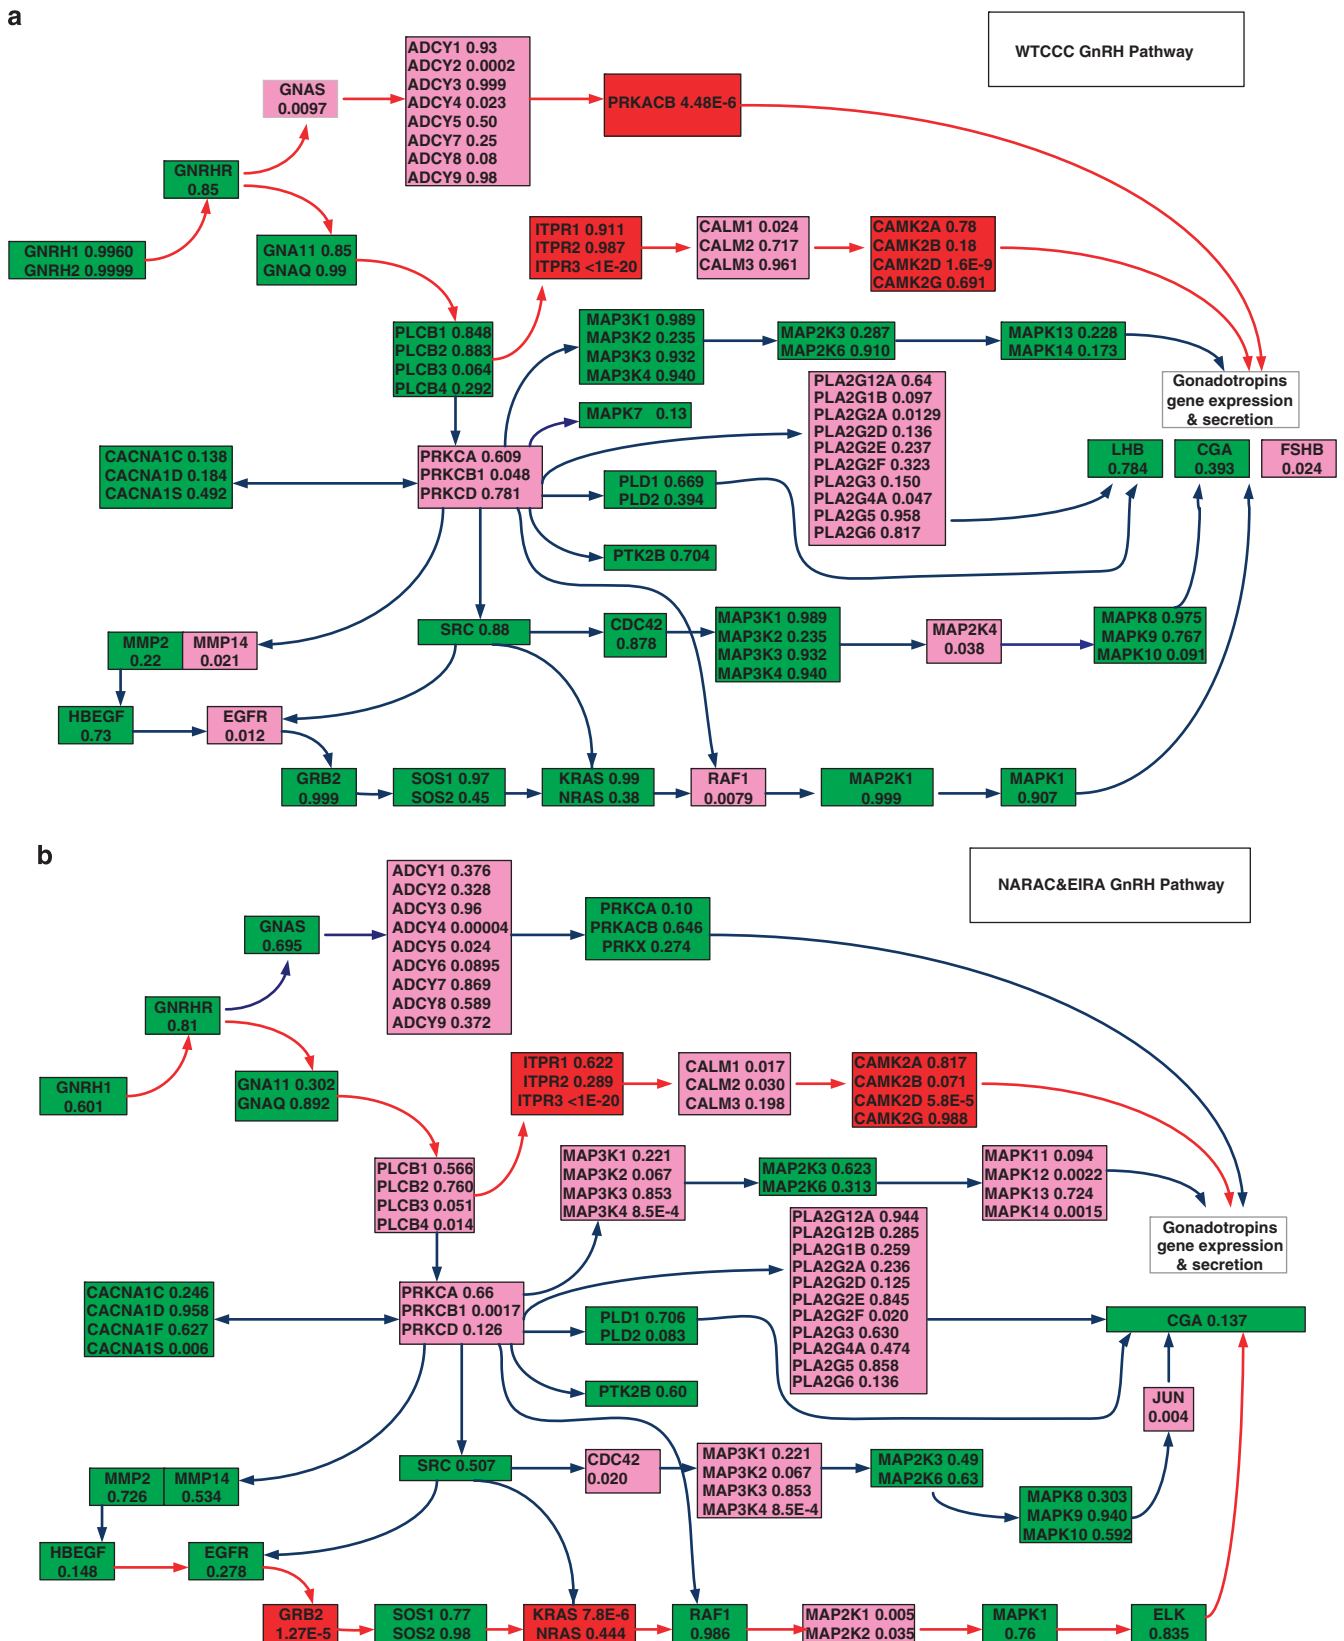 a
WTCCC GnRH Pathway
ADCY1 0.93
ADCY2 0.0002
ADCY3 0.999
ADCY4 0.023
ADCY5 0.50
ADCY7 0.25
ADCY8 0.08
ADCY9 0.98
GNAS
0.0097
PRKACB 4.48E-6
GNRHR
0.85
GNRH1 0.9960
GNRH2 0.9999
GNA11 0.85
GNAQ 0.99
ITPR1 0.911
ITPR2 0.987
ITPR3 <1E-20
CALM1 0.024
CALM2 0.717
CALM3 0.961
CAMK2A 0.78
CAMK2B 0.18
CAMK2D 1.6E-9
CAMK2G 0.691
PLCB1 0.848
PLCB2 0.883
PLCB3 0.064
PLCB4 0.292
MAP3K1 0.989
MAP3K2 0.235
MAP3K3 0.932
MAP3K4 0.940
MAP2K3 0.287
MAP2K6 0.910
MAPK13 0.228
MAPK14 0.173
Gonadotropins
gene expression
& secretion
MAPK7 0.13
PLA2G12A 0.64
PLA2G1B 0.097
PLA2G2A 0.0129
PLA2G2D 0.136
PLA2G2E 0.237
PLA2G2F 0.323
PLA2G3 0.150
PLA2G4A 0.047
PLA2G5 0.958
PLA2G6 0.817
LHB
0.784
CGA
0.393
FSHB
0.024
CACNA1C 0.138
CACNA1D 0.184
CACNA1S 0.492
PRKCA 0.609
PRKCB1 0.048
PRKCD 0.781
PLD1 0.669
PLD2 0.394
PTK2B 0.704
SRC 0.88
CDC42
0.878
MAP3K1 0.989
MAP3K2 0.235
MAP3K3 0.932
MAP3K4 0.940
MAP2K4
0.038
MAPK8 0.975
MAPK9 0.767
MAPK10 0.091
MMP2
0.22
MMP14
0.021
HBEGF
0.73
EGFR
0.012
GRB2
0.999
SOS1 0.97
SOS2 0.45
KRAS 0.99
NRAS 0.38
RAF1
0.0079
MAP2K1
0.999
MAPK1
0.907
b
NARAC&EIRA GnRH Pathway
ADCY1 0.376
ADCY2 0.328
ADCY3 0.96
ADCY4 0.00004
ADCY5 0.024
ADCY6 0.0895
ADCY7 0.869
ADCY8 0.589
ADCY9 0.372
GNAS
0.695
PRKCA 0.10
PRKACB 0.646
PRKX 0.274
GNRHR
0.81
GNRH1
0.601
GNA11 0.302
GNAQ 0.892
ITPR1 0.622
ITPR2 0.289
ITPR3 <1E-20
CALM1 0.017
CALM2 0.030
CALM3 0.198
CAMK2A 0.817
CAMK2B 0.071
CAMK2D 5.8E-5
CAMK2G 0.988
PLCB1 0.566
PLCB2 0.760
PLCB3 0.051
PLCB4 0.014
MAP3K1 0.221
MAP3K2 0.067
MAP3K3 0.853
MAP3K4 8.5E-4
MAP2K3 0.623
MAP2K6 0.313
MAPK11 0.094
MAPK12 0.0022
MAPK13 0.724
MAPK14 0.0015
Gonadotropins
gene expression
& secretion
PLA2G12A 0.944
PLA2G12B 0.285
PLA2G1B 0.259
PLA2G2A 0.236
PLA2G2D 0.125
PLA2G2E 0.845
PLA2G2F 0.020
PLA2G3 0.630
PLA2G4A 0.474
PLA2G5 0.858
PLA2G6 0.136
CACNA1C 0.246
CACNA1D 0.958
CACNA1F 0.627
CACNA1S 0.006
PRKCA 0.66
PRKCB1 0.0017
PRKCD 0.126
PLD1 0.706
PLD2 0.083
CGA 0.137
PTK2B 0.60
JUN
0.004
SRC 0.507
CDC42
0.020
MAP3K1 0.221
MAP3K2 0.067
MAP3K3 0.853
MAP3K4 8.5E-4
MAP2K3 0.49
MAP2K6 0.63
MAPK8 0.303
MAPK9 0.940
MAPK10 0.592
MMP2
0.726
MMP14
0.534
HBEGF
0.148
EGFR
0.278
GRB2
1.27E-5
SOS1 0.77
SOS2 0.98
KRAS 7.8E-6
NRAS 0.444
RAF1
0.986
MAP2K1 0.005
MAP2K2 0.035
MAPK1
0.76
ELK
0.835